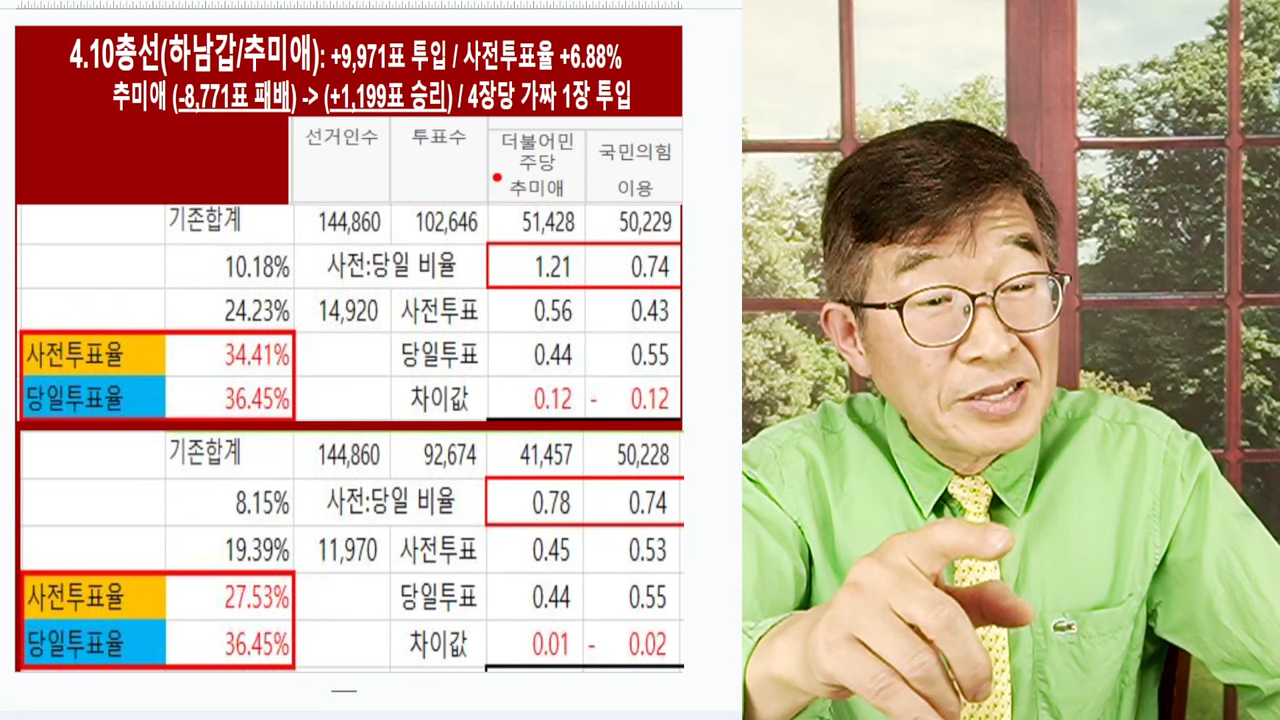 4.10총선(하남갑/추미애): +9,971표 투입 / 사전투표율 +6.88%
추미애 (-8,771표 패배) -> (+1,199표 승리) / 4장당 가짜 1장 투입
선거인수 투표수 더불어민주당 추미애 국민의힘 이용
기존합계 144,860 102,646 51,428 50,229
10.18% 사전:당일 비율 1.21 0.74
24.23% 14,920 사전투표 0.56 0.43
사전투표율 34.41% 당일투표 0.44 0.55
당일투표율 36.45% 차이값 0.12 - 0.12
기존합계 144,860 92,674 41,457 50,228
8.15% 사전:당일 비율 0.78 0.74
19.39% 11,970 사전투표 0.45 0.53
사전투표율 27.53% 당일투표 0.44 0.55
당일투표율 36.45% 차이값 0.01 - 0.02